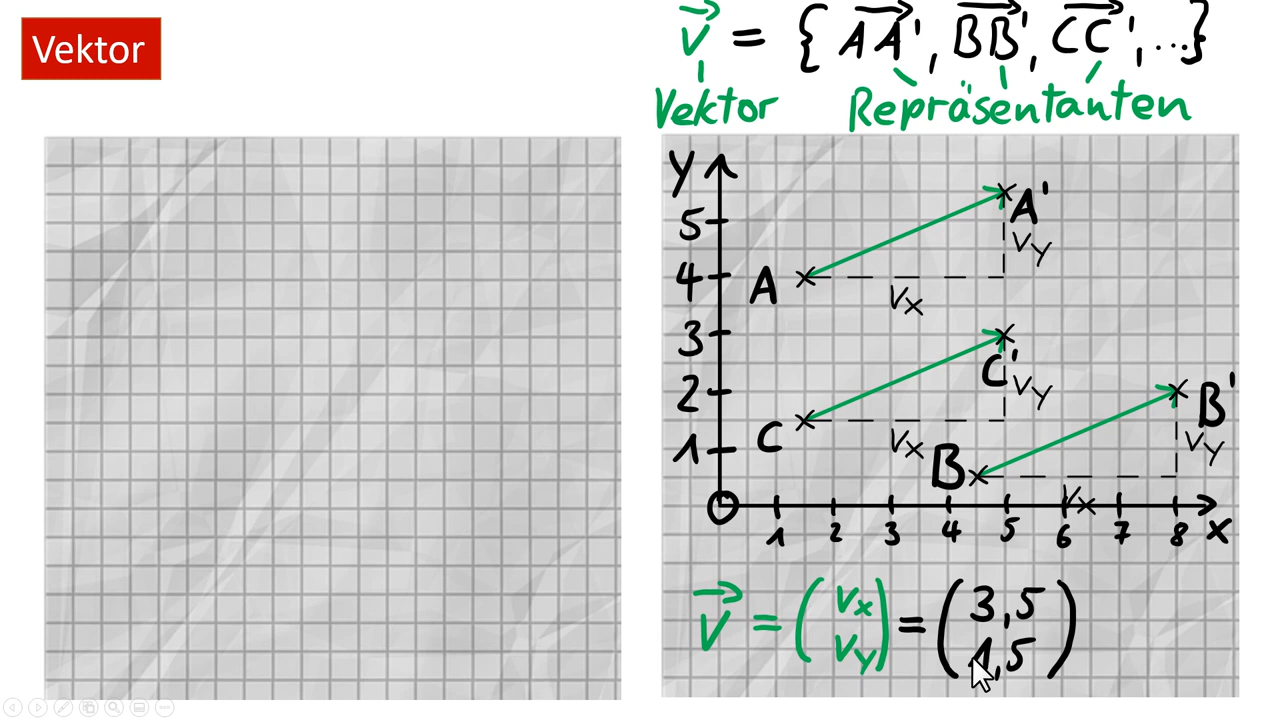 Vektor
v⃗ = { AA'⃗, BB'⃗, CC'⃗, ...}
Vektor Repräsentanten
y
5
A'
vy
4
A
vx
3
C'
vy
2
B'
vy
C
vx
1
B
vx
O
1 2 3 4 5 6 7 8 x
v⃗ = (vx = (3,5
vy) 1,5)